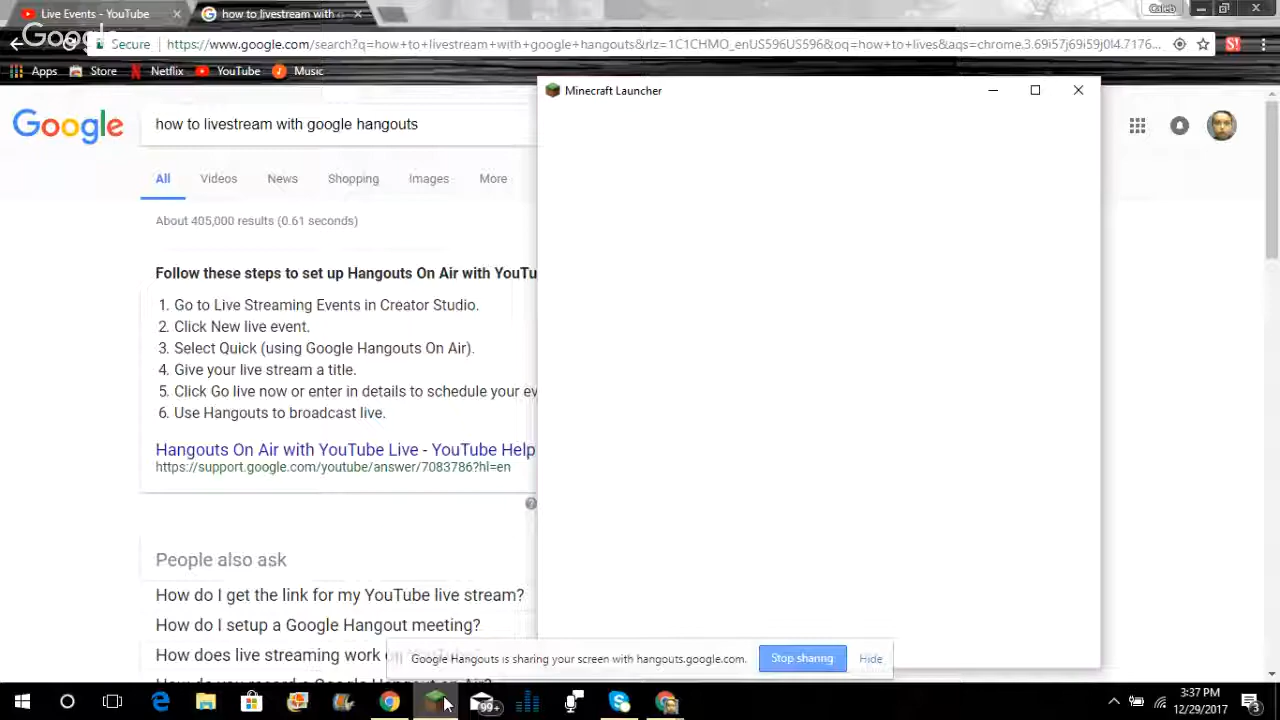 Live Events - YouTube
how to livestream with
Caleb
Google
Secure
https://www.google.com/search?q=how+to+livestream+with+google+hangouts&rlz=1C1CHMO_enUS596US596&oq=how+to+lives&aqs=chrome.3.69i57j69i59j0l4.7176...
Apps
Store
Netflix
YouTube
Music
Minecraft Launcher
Google
how to livestream with google hangouts
All
Videos
News
Shopping
Images
More
About 405,000 results (0.61 seconds)
Follow these steps to set up Hangouts On Air with YouTu
1. Go to Live Streaming Events in Creator Studio.
2. Click New live event.
3. Select Quick (using Google Hangouts On Air).
4. Give your live stream a title.
5. Click Go live now or enter in details to schedule your ev
6. Use Hangouts to broadcast live.
Hangouts On Air with YouTube Live - YouTube Help
https://support.google.com/youtube/answer/7083786?hl=en
People also ask
How do I get the link for my YouTube live stream?
How do I setup a Google Hangout meeting?
How does live streaming work
Google Hangouts is sharing your screen with hangouts.google.com.
Stop sharing
Hide
99+
3:37 PM
12/29/2017
3